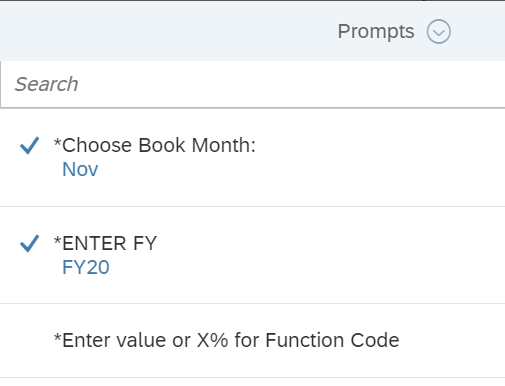 Prompts
Search
*Choose Book Month:
Nov
*ENTER FY
FY20
*Enter value or X% for Function Code